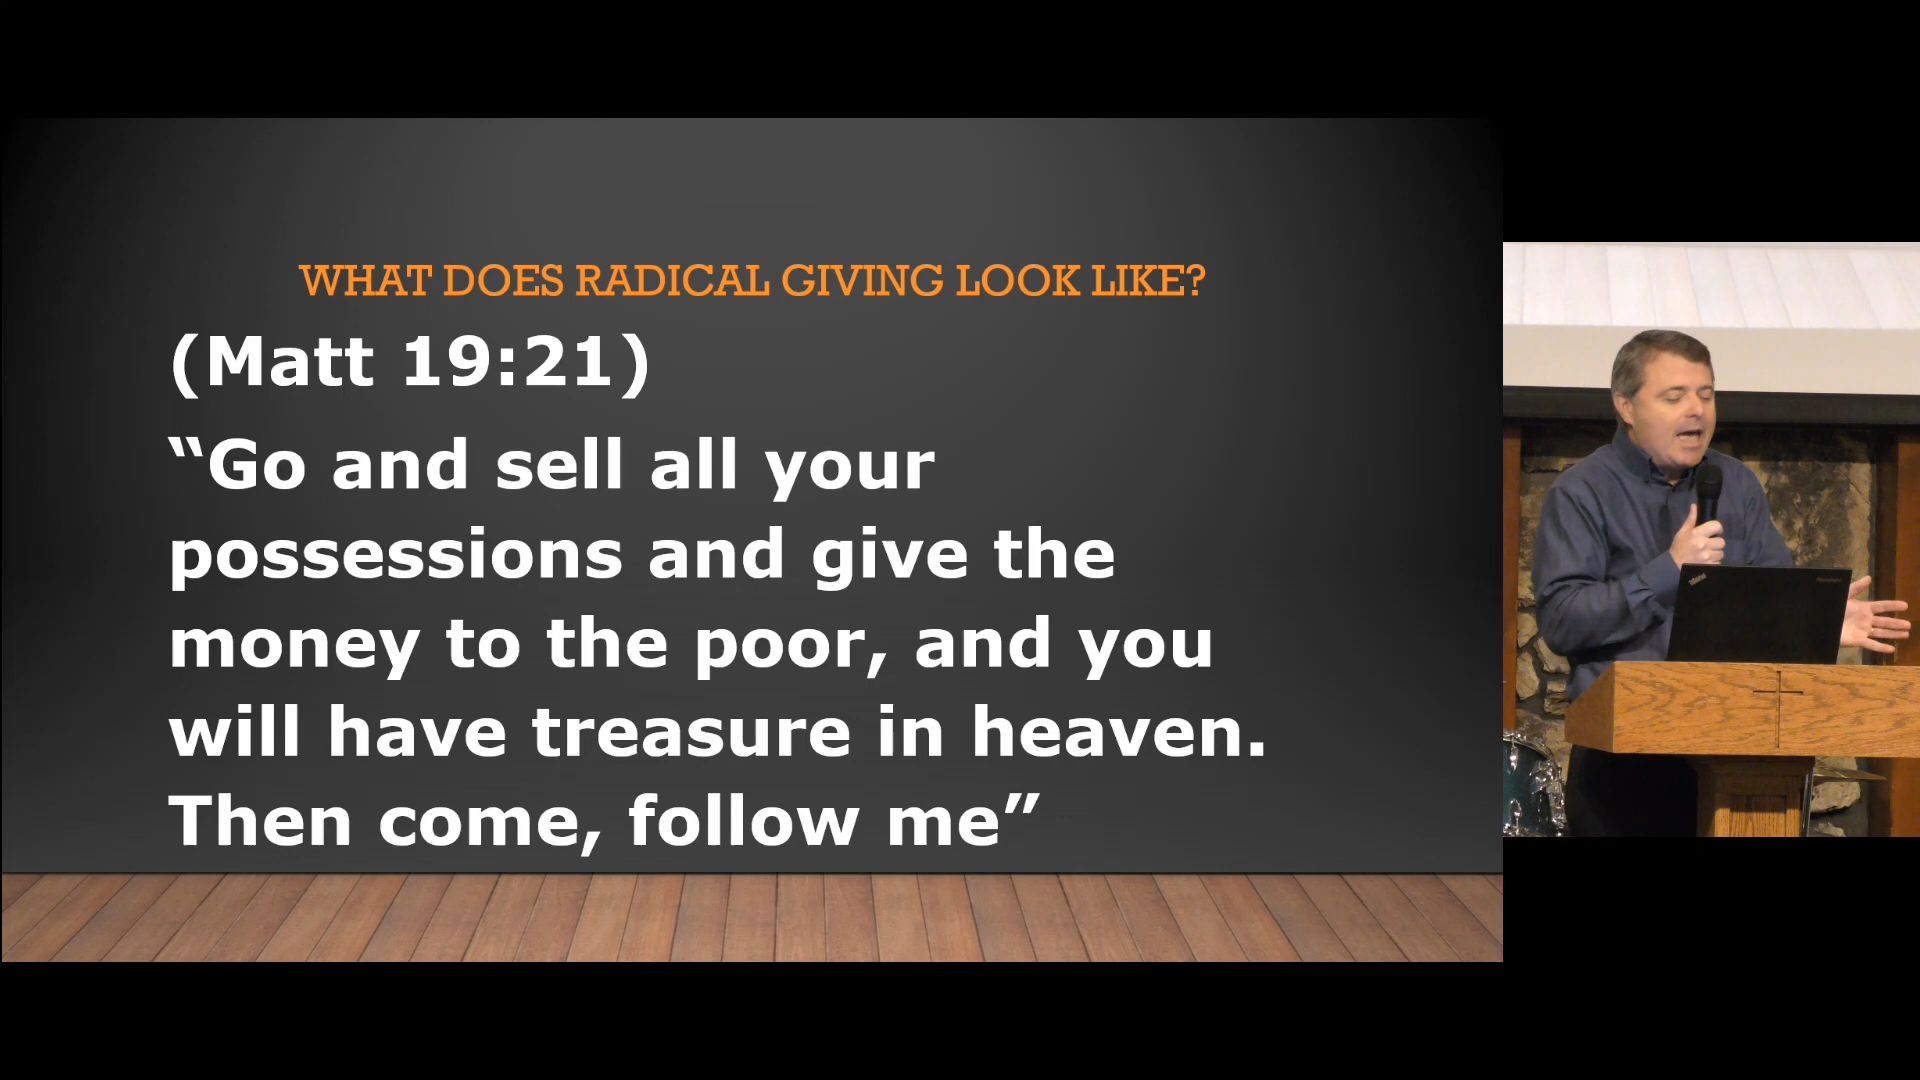 WHAT DOES RADICAL GIVING LOOK LIKE?
(Matt 19:21)
“Go and sell all your
possessions and give the
money to the poor, and you
will have treasure in heaven.
Then come, follow me”